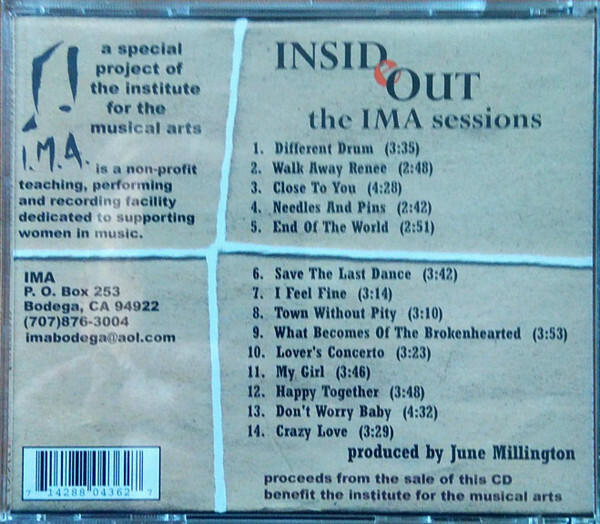 a special
project of
the institute
for the
musical arts
I.M.A. is a non-profit
teaching, performing
and recording facility
dedicated to supporting
women in music.
INSIDeOUT
the IMA sessions
1. Different Drum (3:35)
2. Walk Away Renee (2:48)
3. Close To You (4:28)
4. Needles And Pins (2:42)
5. End Of The World (2:51)
IMA
P. O. Box 253
Bodega, CA 94922
(707)876-3004
imabodega@aol.com
6. Save The Last Dance (3:42)
7. I Feel Fine (3:14)
8. Town Without Pity (3:10)
9. What Becomes Of The Brokenhearted (3:53)
10. Lover's Concerto (3:23)
11. My Girl (3:46)
12. Happy Together (3:48)
13. Don't Worry Baby (4:32)
14. Crazy Love (3:29)
produced by June Millington
proceeds from the sale of this CD
benefit the institute for the musical arts
7 14288 04362 7